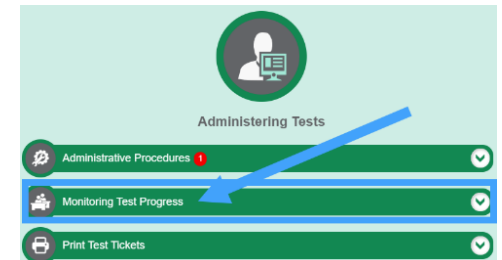 Administering Tests
Administrative Procedures 1
Monitoring Test Progress
Print Test Tickets